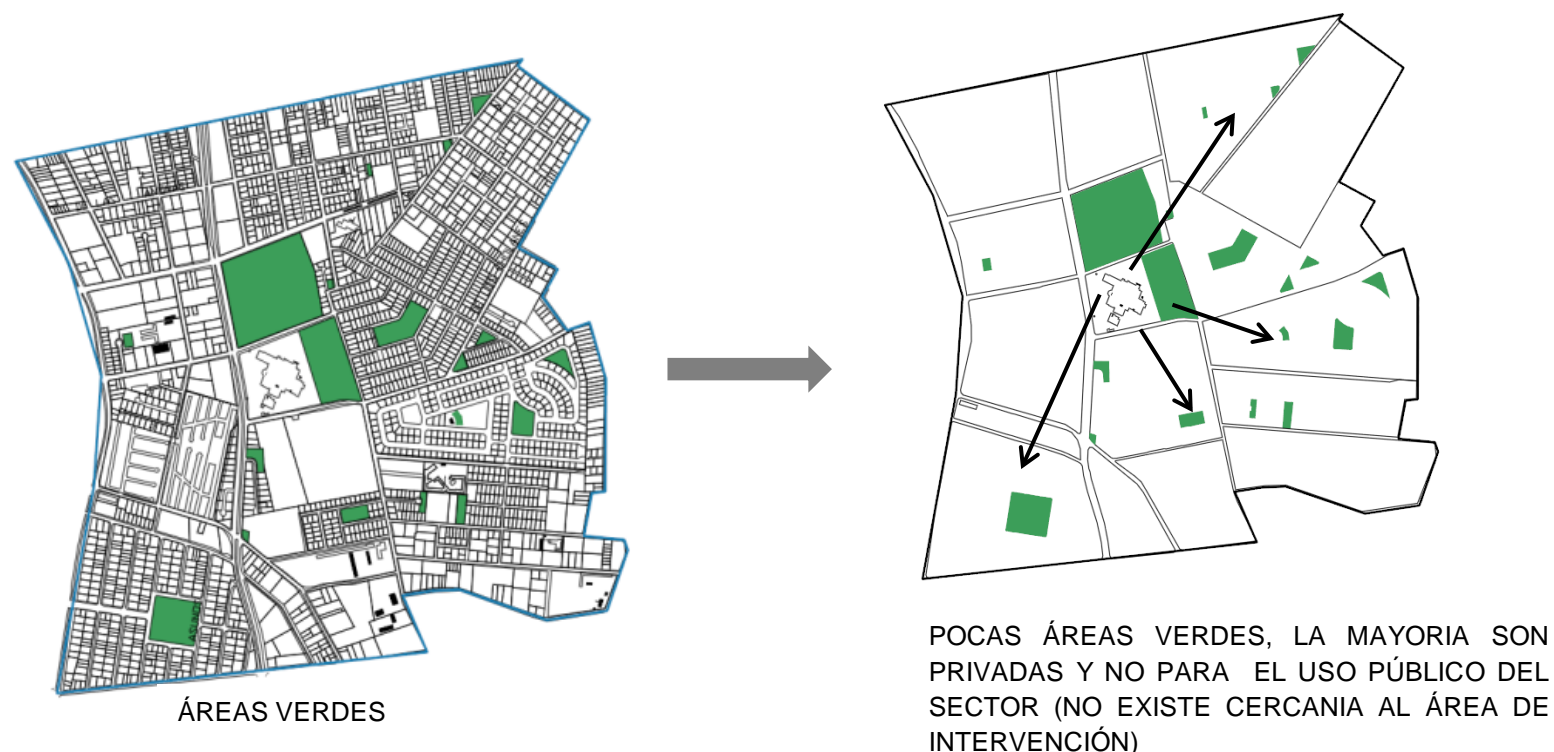 ÁREAS VERDES
POCAS ÁREAS VERDES, LA MAYORIA SON
PRIVADAS Y NO PARA EL USO PÚBLICO DEL
SECTOR (NO EXISTE CERCANIA AL ÁREA DE
INTERVENCIÓN)